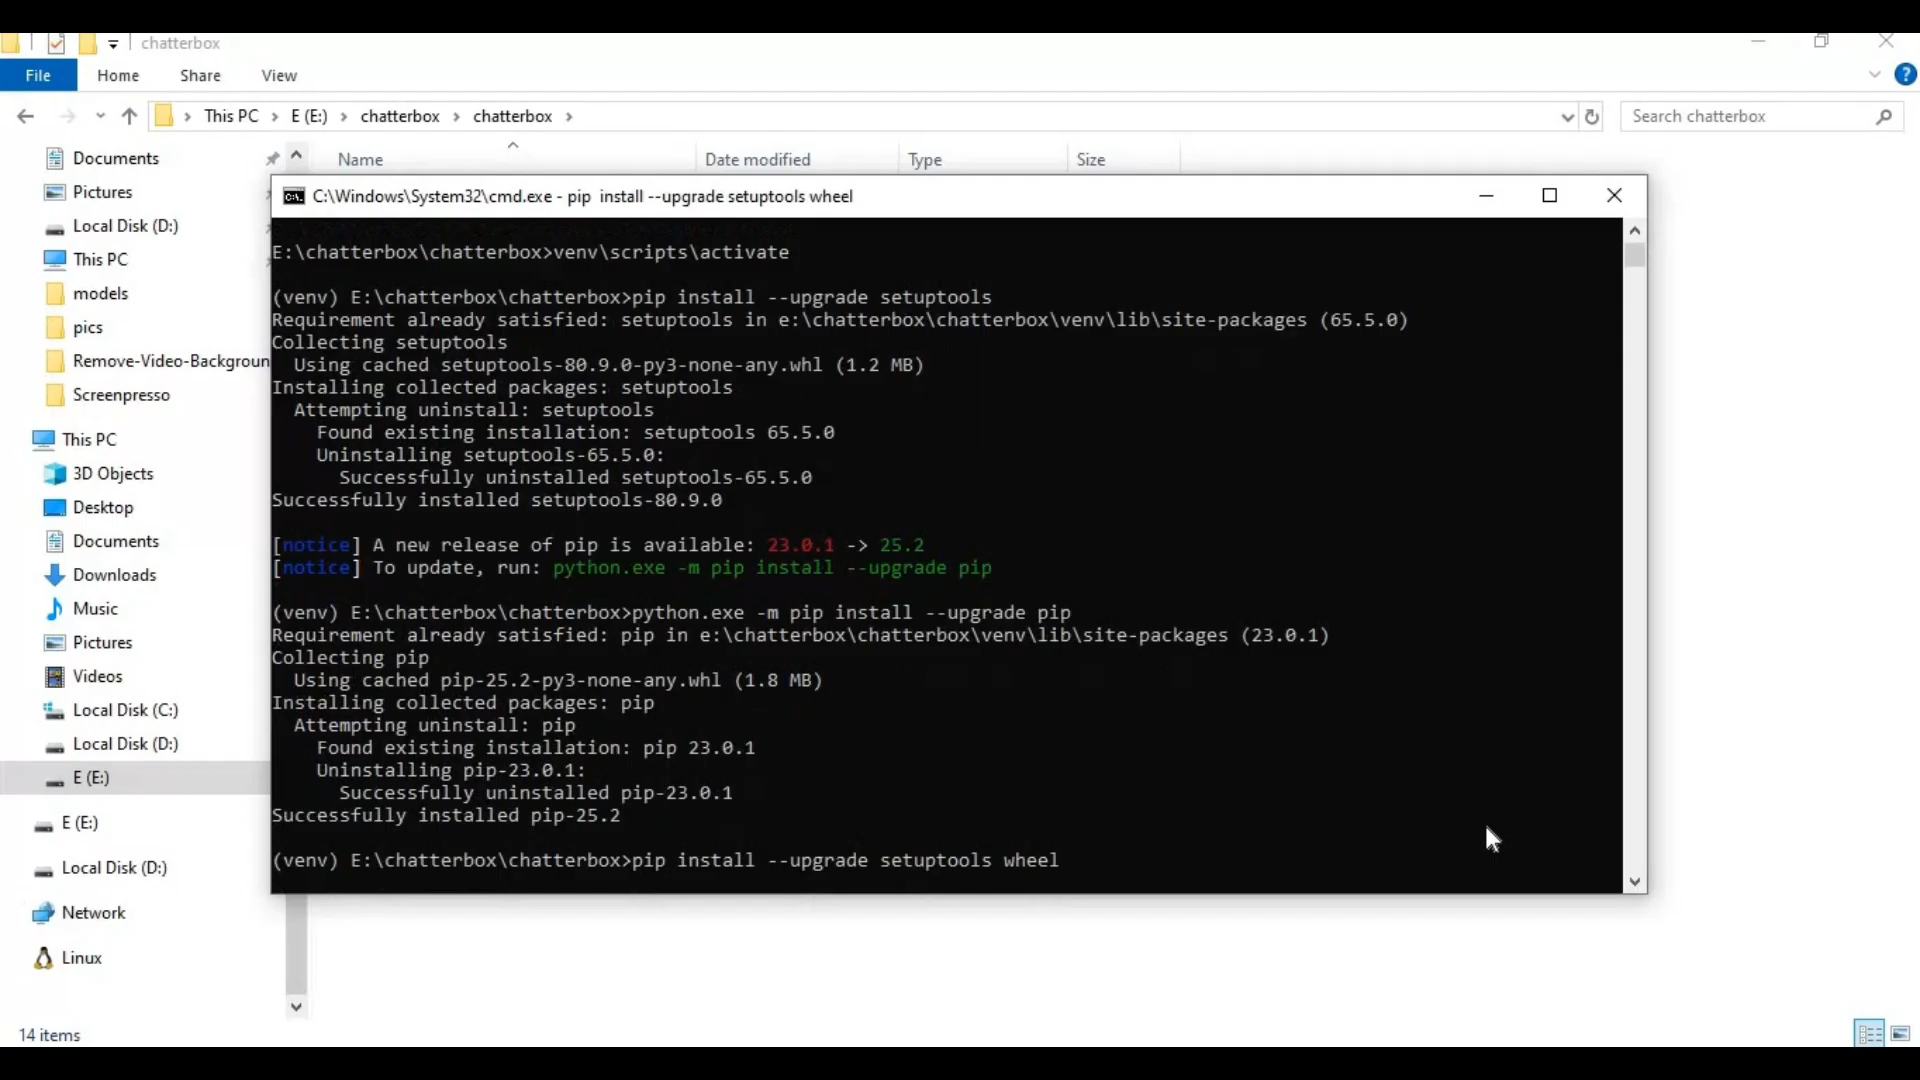 chatterbox
File Home Share View
This PC > E (E:) > chatterbox > chatterbox >
Search chatterbox
Documents
Pictures
Local Disk (D:)
This PC
models
pics
Remove-Video-Backgroun
Screenpresso
This PC
3D Objects
Desktop
Documents
Downloads
Music
Pictures
Videos
Local Disk (C:)
Local Disk (D:)
E (E:)
E (E:)
Local Disk (D:)
Network
Linux
14 items
Name Date modified Type Size
C:\Windows\System32\cmd.exe - pip  install --upgrade setuptools wheel
E:\chatterbox\chatterbox>venv\scripts\activate
(venv) E:\chatterbox\chatterbox>pip install --upgrade setuptools
Requirement already satisfied: setuptools in e:\chatterbox\chatterbox\venv\lib\site-packages (65.5.0)
Collecting setuptools
  Using cached setuptools-80.9.0-py3-none-any.whl (1.2 MB)
Installing collected packages: setuptools
  Attempting uninstall: setuptools
    Found existing installation: setuptools 65.5.0
    Uninstalling setuptools-65.5.0:
      Successfully uninstalled setuptools-65.5.0
Successfully installed setuptools-80.9.0
[notice] A new release of pip is available: 23.0.1 -> 25.2
[notice] To update, run: python.exe -m pip install --upgrade pip
(venv) E:\chatterbox\chatterbox>python.exe -m pip install --upgrade pip
Requirement already satisfied: pip in e:\chatterbox\chatterbox\venv\lib\site-packages (23.0.1)
Collecting pip
  Using cached pip-25.2-py3-none-any.whl (1.8 MB)
Installing collected packages: pip
  Attempting uninstall: pip
    Found existing installation: pip 23.0.1
    Uninstalling pip-23.0.1:
      Successfully uninstalled pip-23.0.1
Successfully installed pip-25.2
(venv) E:\chatterbox\chatterbox>pip install --upgrade setuptools wheel